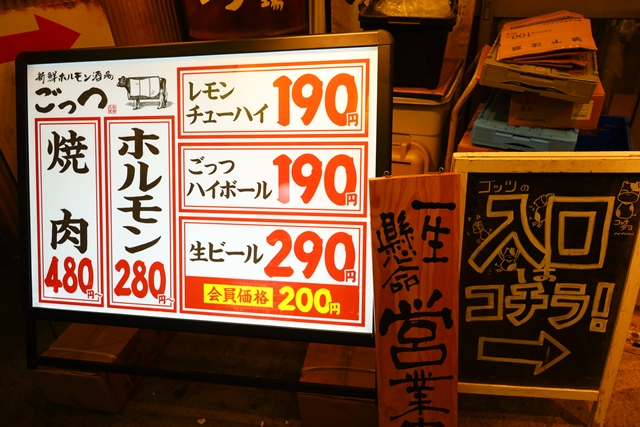 新鮮ホルモン酒場
ごっつ
焼肉
480円~
ホルモン
280円~
レモン
チューハイ
190円
ごっつ
ハイボール
190円
生ビール
290円
会員価格
200円
一生
懸命
営業
ゴッツの
入口
は
コチラ!